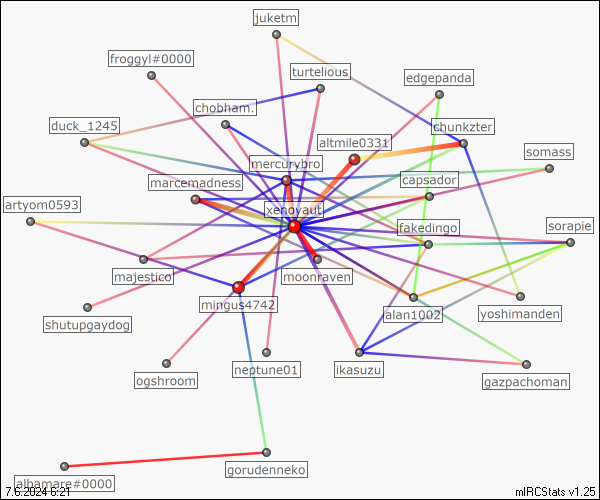 juketm
froggyl#0000
turtelious
edgepanda
chobham.
duck_1245
altmile0331
chunkzter
mercurybro
somass
marcemadness
capsador
artyom0593
xenoyaut
fakedingo
sorapie
majestico
moonraven
mingus4742
yoshimanden
shutupgaydog
alan1002
ogshroom
neptune01
ikasuzu
gazpachoman
gorudenneko
albamare#0000
7.6.2024 6:21
mIRCStats v1.25